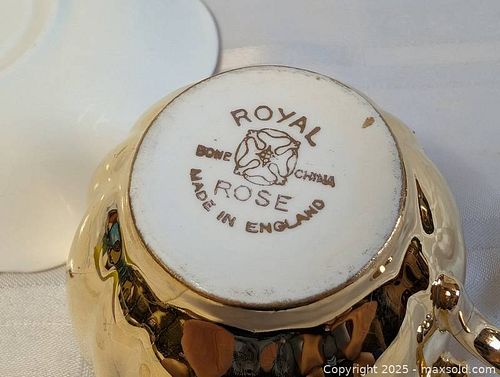 ROYAL
BONE CHINA
ROSE
MADE IN ENGLAND
© Copyright 2025 - maxsold.com